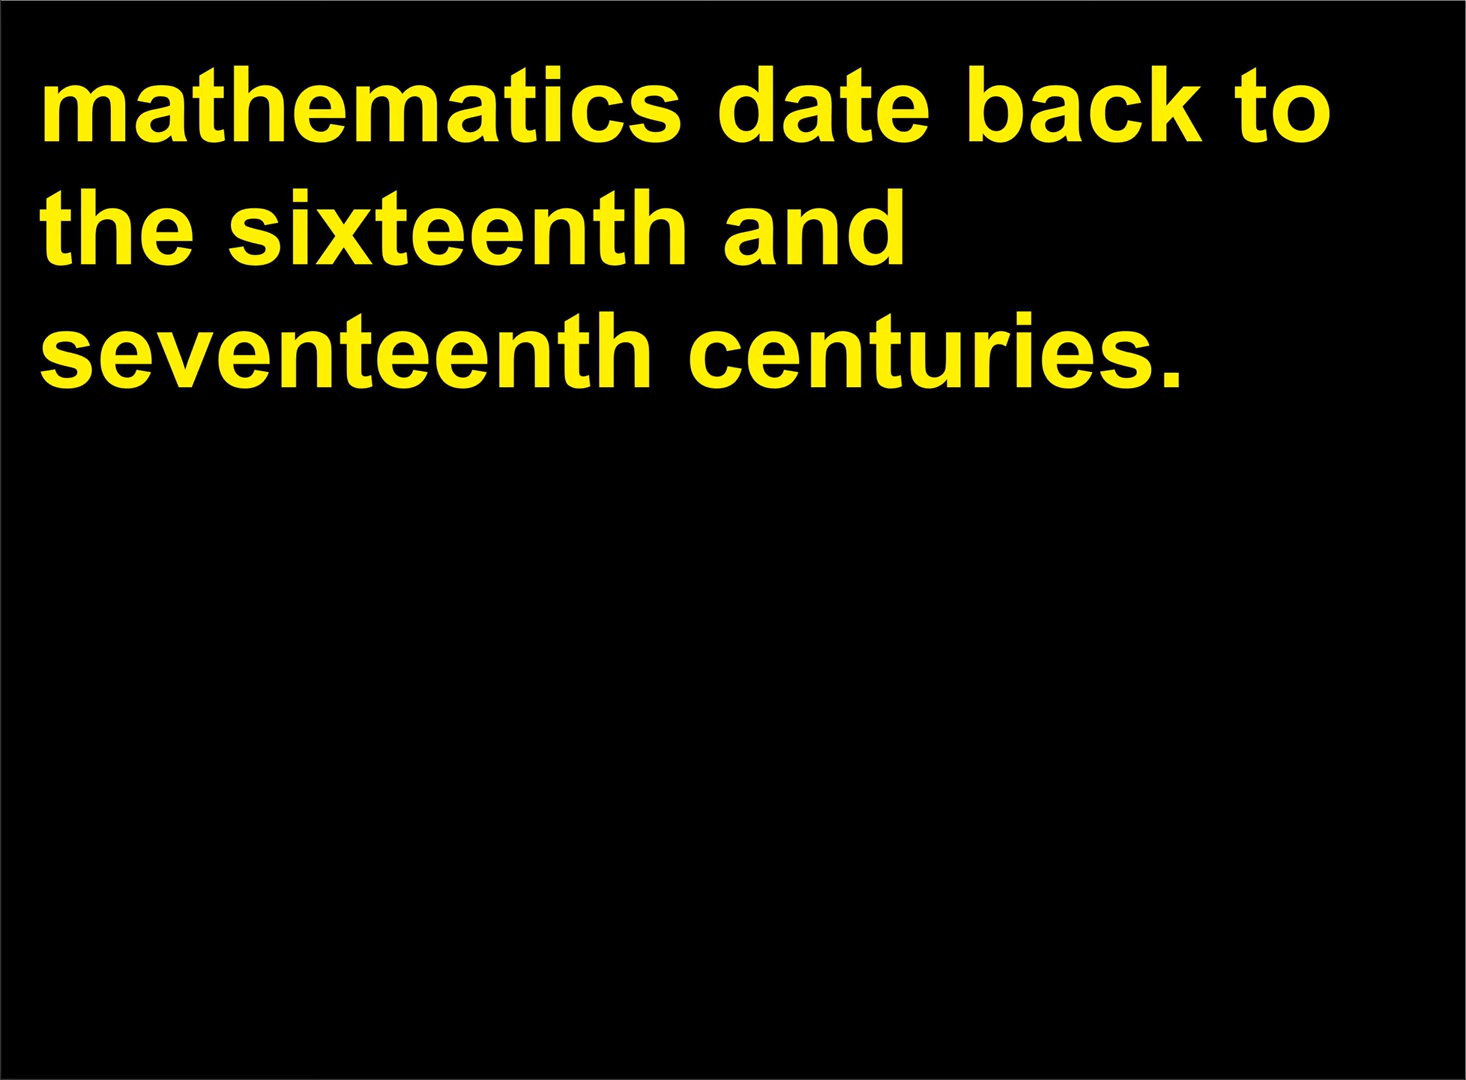 mathematics date back to
the sixteenth and
seventeenth centuries.